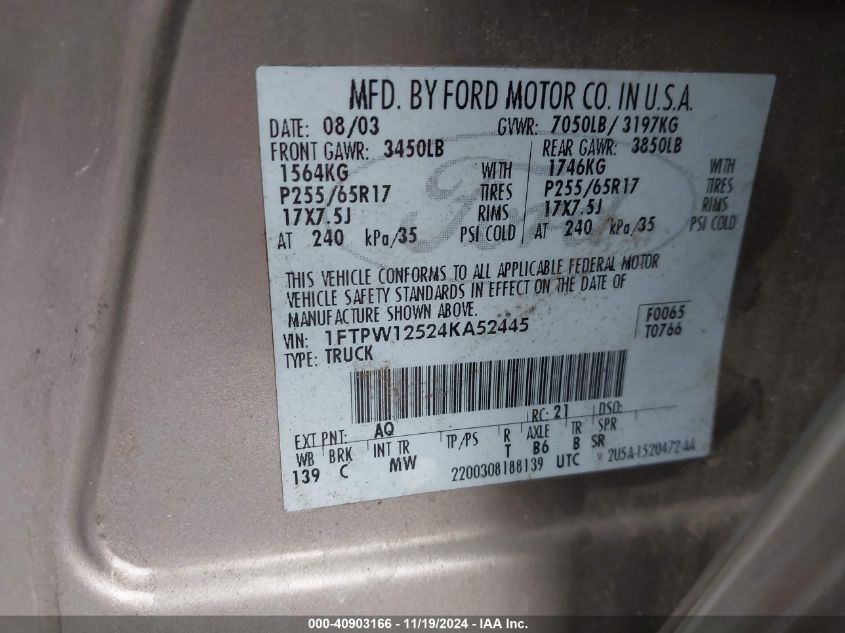 MFD. BY FORD MOTOR CO. IN U.S.A.
DATE: 08/03 GVWR: 7050LB/ 3197KG
FRONT GAWR: 3450LB REAR GAWR: 3850LB
1564KG WITH 1746KG WITH
P255/65R17 TIRES P255/65R17 TIRES
17X7.5J RIMS 17X7.5J RIMS
AT 240 kPa/35 PSI COLD AT 240 kPa/35 PSI COLD
Ford
THIS VEHICLE CONFORMS TO ALL APPLICABLE FEDERAL MOTOR
VEHICLE SAFETY STANDARDS IN EFFECT ON THE DATE OF
MANUFACTURE SHOWN ABOVE.
VIN: 1FTPW12524KA52445 F0065
TYPE: TRUCK T0766
RC: 21 DSO:
EXT PNT: AQ
WB BRK INT TR TP/PS R AXLE TR SPR
139 C MW T B6 B SR
2200308188139 UTC 2U5A-1520472-AA
000-40903166 - 11/19/2024 - IAA Inc.